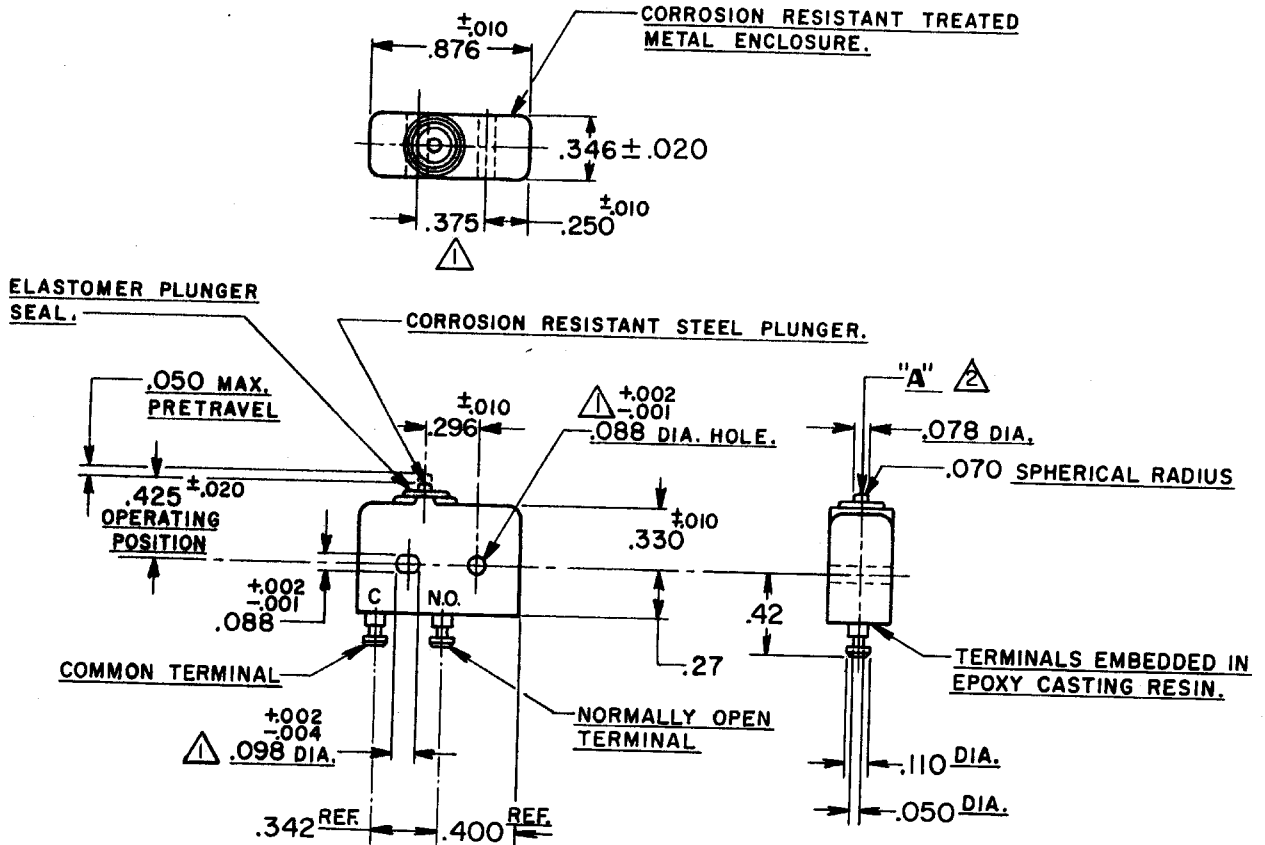 ±.010
.876
CORROSION RESISTANT TREATED
METAL ENCLOSURE.
.346±.020
.375
±.010
.250
1
ELASTOMER PLUNGER
SEAL.
CORROSION RESISTANT STEEL PLUNGER.
.050 MAX.
PRETRAVEL
±.010
.296
1
+.002
-.001
.088 DIA. HOLE.
"A" 2
.078 DIA.
.070 SPHERICAL RADIUS
.425 ±.020
OPERATING
POSITION
±.010
.330
+.002
-.001
.088
C
N.O.
.42
.27
COMMON TERMINAL
TERMINALS EMBEDDED IN
EPOXY CASTING RESIN.
NORMALLY OPEN
TERMINAL
+.002
-.004
1 .098 DIA.
.110 DIA.
.050 DIA.
.342 REF.
.400 REF.